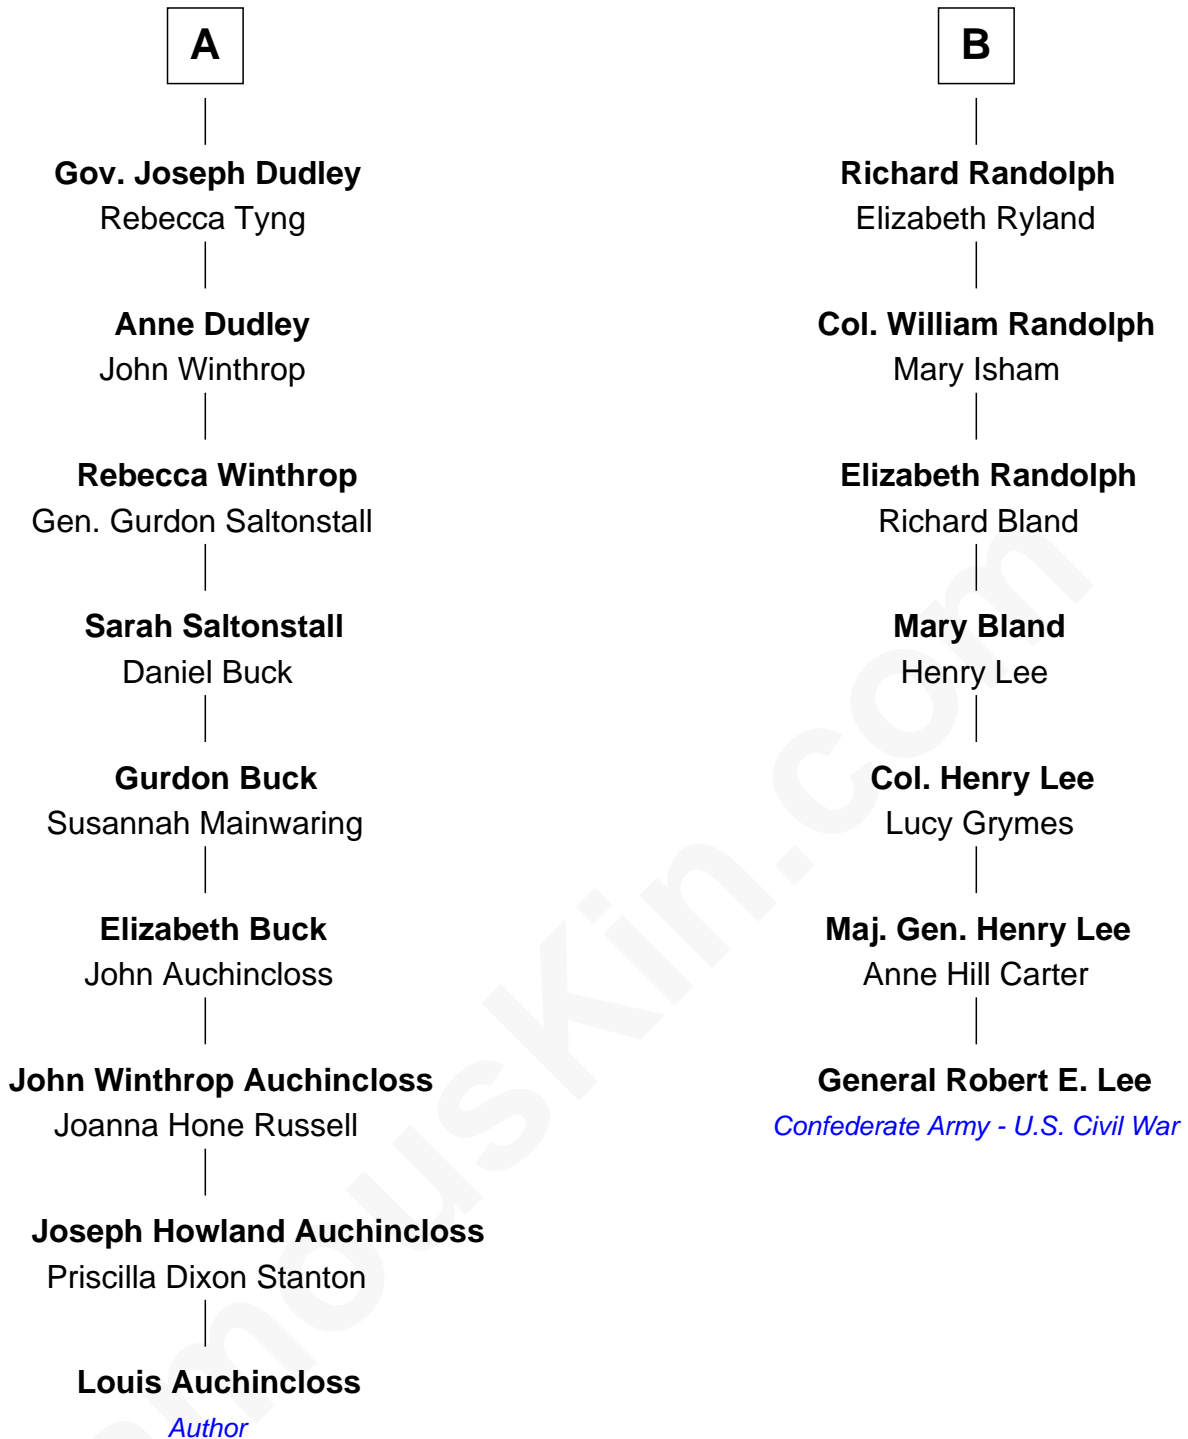 A
Gov. Joseph Dudley
Rebecca Tyng
Anne Dudley
John Winthrop
Rebecca Winthrop
Gen. Gurdon Saltonstall
Sarah Saltonstall
Daniel Buck
Gurdon Buck
Susannah Mainwaring
Elizabeth Buck
John Auchincloss
John Winthrop Auchincloss
Joanna Hone Russell
Joseph Howland Auchincloss
Priscilla Dixon Stanton
Louis Auchincloss
Author
B
Richard Randolph
Elizabeth Ryland
Col. William Randolph
Mary Isham
Elizabeth Randolph
Richard Bland
Mary Bland
Henry Lee
Col. Henry Lee
Lucy Grymes
Maj. Gen. Henry Lee
Anne Hill Carter
General Robert E. Lee
Confederate Army - U.S. Civil War
amousKin.com